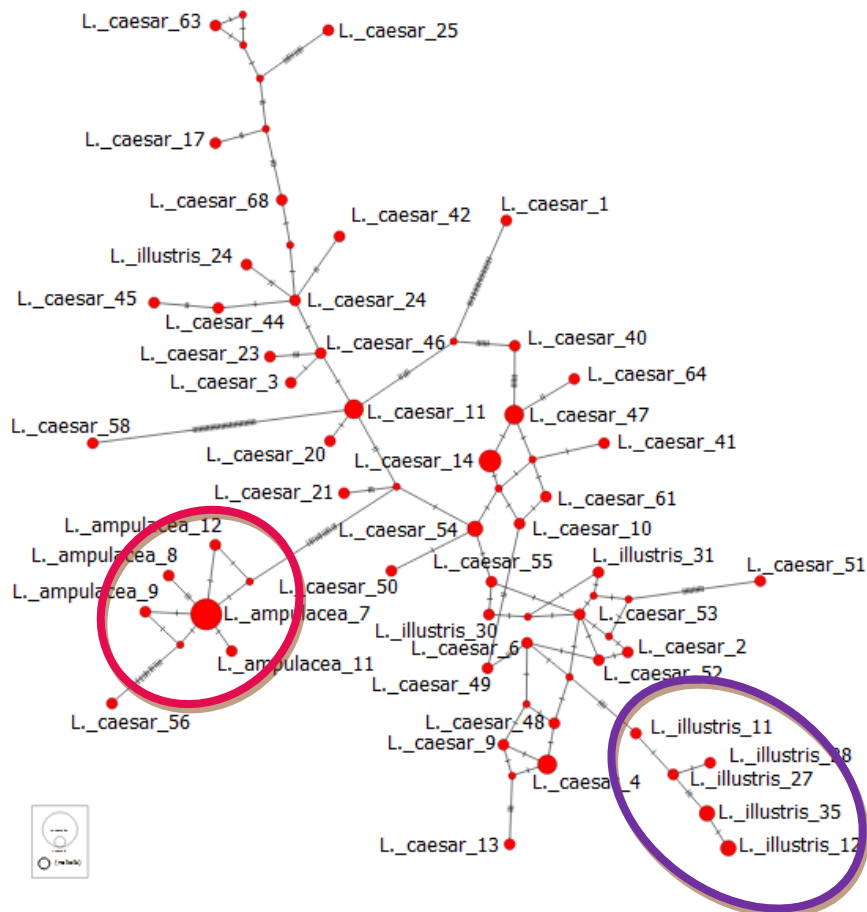 L._caesar_63
L._caesar_25
L._caesar_17
L._caesar_68
L._caesar_42
L._caesar_1
L._illustris_24
L._caesar_45
L._caesar_24
L._caesar_44
L._caesar_46
L._caesar_40
L._caesar_23
L._caesar_3
L._caesar_64
L._caesar_11
L._caesar_47
L._caesar_58
L._caesar_20
L._caesar_14
L._caesar_41
L._caesar_21
L._caesar_61
L._ampulacea_12
L._caesar_54
L._caesar_10
L._ampulacea_8
L._caesar_55
L._illustris_31
L._caesar_51
L._caesar_50
L._ampulacea_9
L._ampulacea_7
L._caesar_53
L._illustris_30
L._caesar_6
L._caesar_2
L._ampulacea_11
L._caesar_52
L._caesar_49
L._caesar_56
L._caesar_48
L._illustris_11
L._caesar_9
L._illustris_28
L._illustris_27
L._caesar_4
L._illustris_35
L._caesar_13
L._illustris_12